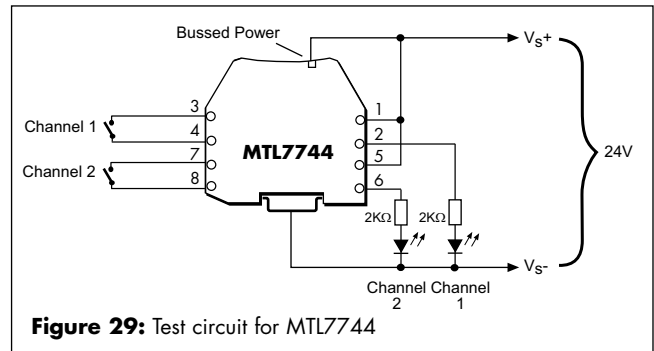 Bussed Power
Vs+
3
1
Channel 1
4
2
MTL7744
24V
7
5
Channel 2
8
6
2KΩ
2KΩ
Vs-
Channel
2
Channel
1
Figure 29: Test circuit for MTL7744